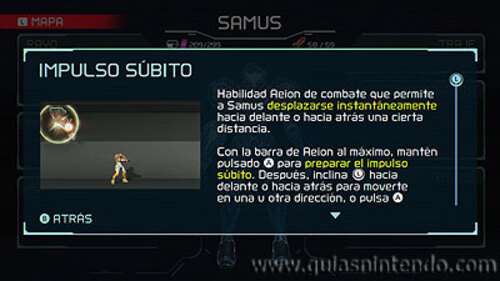 L MAPA
SAMUS
RAYO
209/299
58/59
TRAJE
IMPULSO SÚBITO
Habilidad Aeion de combate que permite
a Samus desplazarse instantáneamente
hacia delante o hacia atrás una cierta
distancia.
Con la barra de Aeion al máximo, mantén
pulsado A para preparar el impulso
súbito. Después, inclina L hacia
delante o hacia atrás para moverte
en una u otra dirección, o pulsa A
B ATRÁS
www.guiasnintendo.com